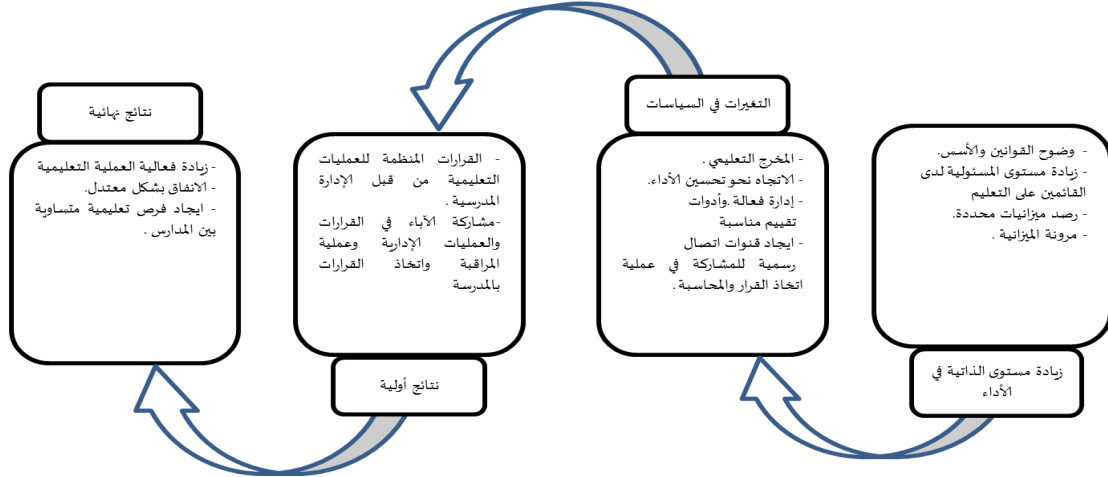 - وضوح القوانين والأسس.
- زيادة مستوى المسئولية لدى
القائمين على التعليم
- رصد ميزانيات محددة.
- مرونة الميزانية .
زيادة مستوى الذاتية في
الأداء
التغيرات في السياسات
- المخرج التعليمي .
- الاتجاه نحو تحسين الأداء.
- إدارة فعالة .وأدوات
تقييم مناسبة
- ايجاد قنوات اتصال
رسمية للمشاركة في عملية
اتخاذ القرار والمحاسبة .
- القرارات المنظمة للعمليات
التعليمية من قبل الإدارة
المدرسية .
-مشاركة الآباء في القرارات
والعمليات الإدارية وعملية
المراقبة واتخاذ القرارات
بالمدرسة
نتائج أولية
نتائج نهائية
- زيادة فعالية العملية التعليمية
- الانفاق بشكل معتدل.
- ايجاد فرص تعليمية متساوية
بين المدارس .